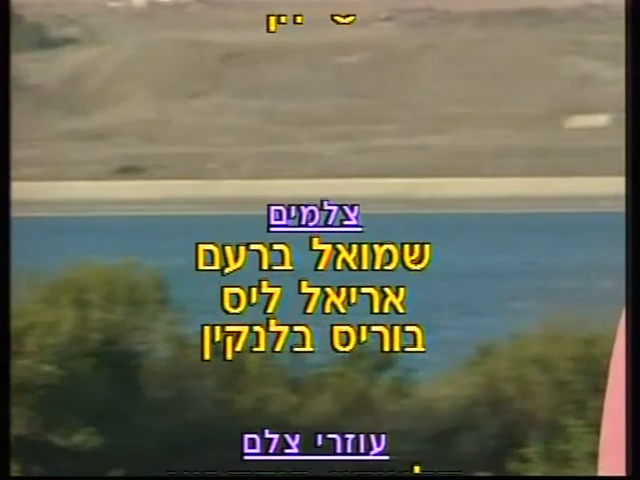 צלמים
שמואל ברעם
אריאל ליס
בוריס בלנקין
עוזרי צלם